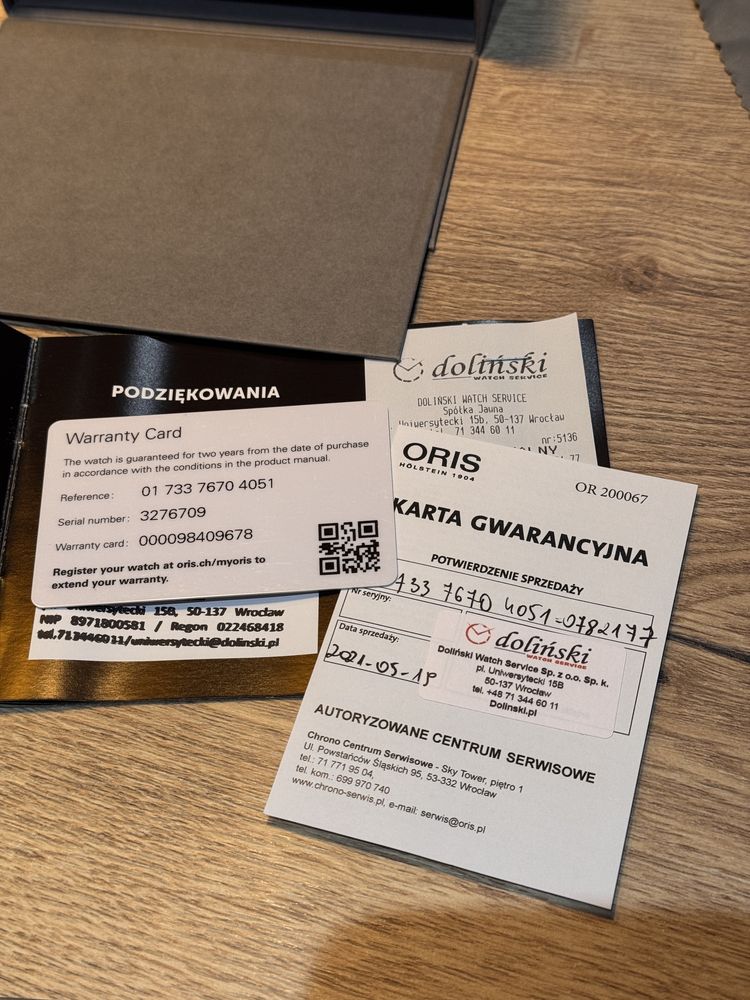 PODZIĘKOWANIA
Warranty Card
The watch is guaranteed for two years from the date of purchase
in accordance with the conditions in the product manual.
Reference: 01 733 7670 4051
Serial number: 3276709
Warranty card: 000098409678
Register your watch at oris.ch/myoris to
extend your warranty.
Uniwersytecki 15B, 50-137 Wrocław
NIP 8971800581 / Regon 022468418
tel.713446011/uniwersytecki@dolinski.pl
doliński
WATCH SERVICE
DOLIŃSKI WATCH SERVICE
Spółka Jawna
Uniwersytecki 15b, 50-137 Wrocław
tel. 71 344 60 11
nr:5136
ORIS
HÖLSTEIN 1904
OR 200067
KARTA GWARANCYJNA
POTWIERDZENIE SPRZEDAŻY
Nr seryjny: 733 7670 4051-0782177
Data sprzedaży:
2021-05-18
doliński
WATCH SERVICE
Doliński Watch Service Sp. z o.o. Sp. k.
pl. Uniwersytecki 15B
50-137 Wrocław
tel. +48 71 344 60 11
Dolinski.pl
AUTORYZOWANE CENTRUM SERWISOWE
Chrono Centrum Serwisowe - Sky Tower, piętro 1
Ul. Powstańców Śląskich 95, 53-332 Wrocław
tel.: 71 771 95 04,
tel. kom.: 699 970 740
www.chrono-serwis.pl, e-mail: serwis@oris.pl